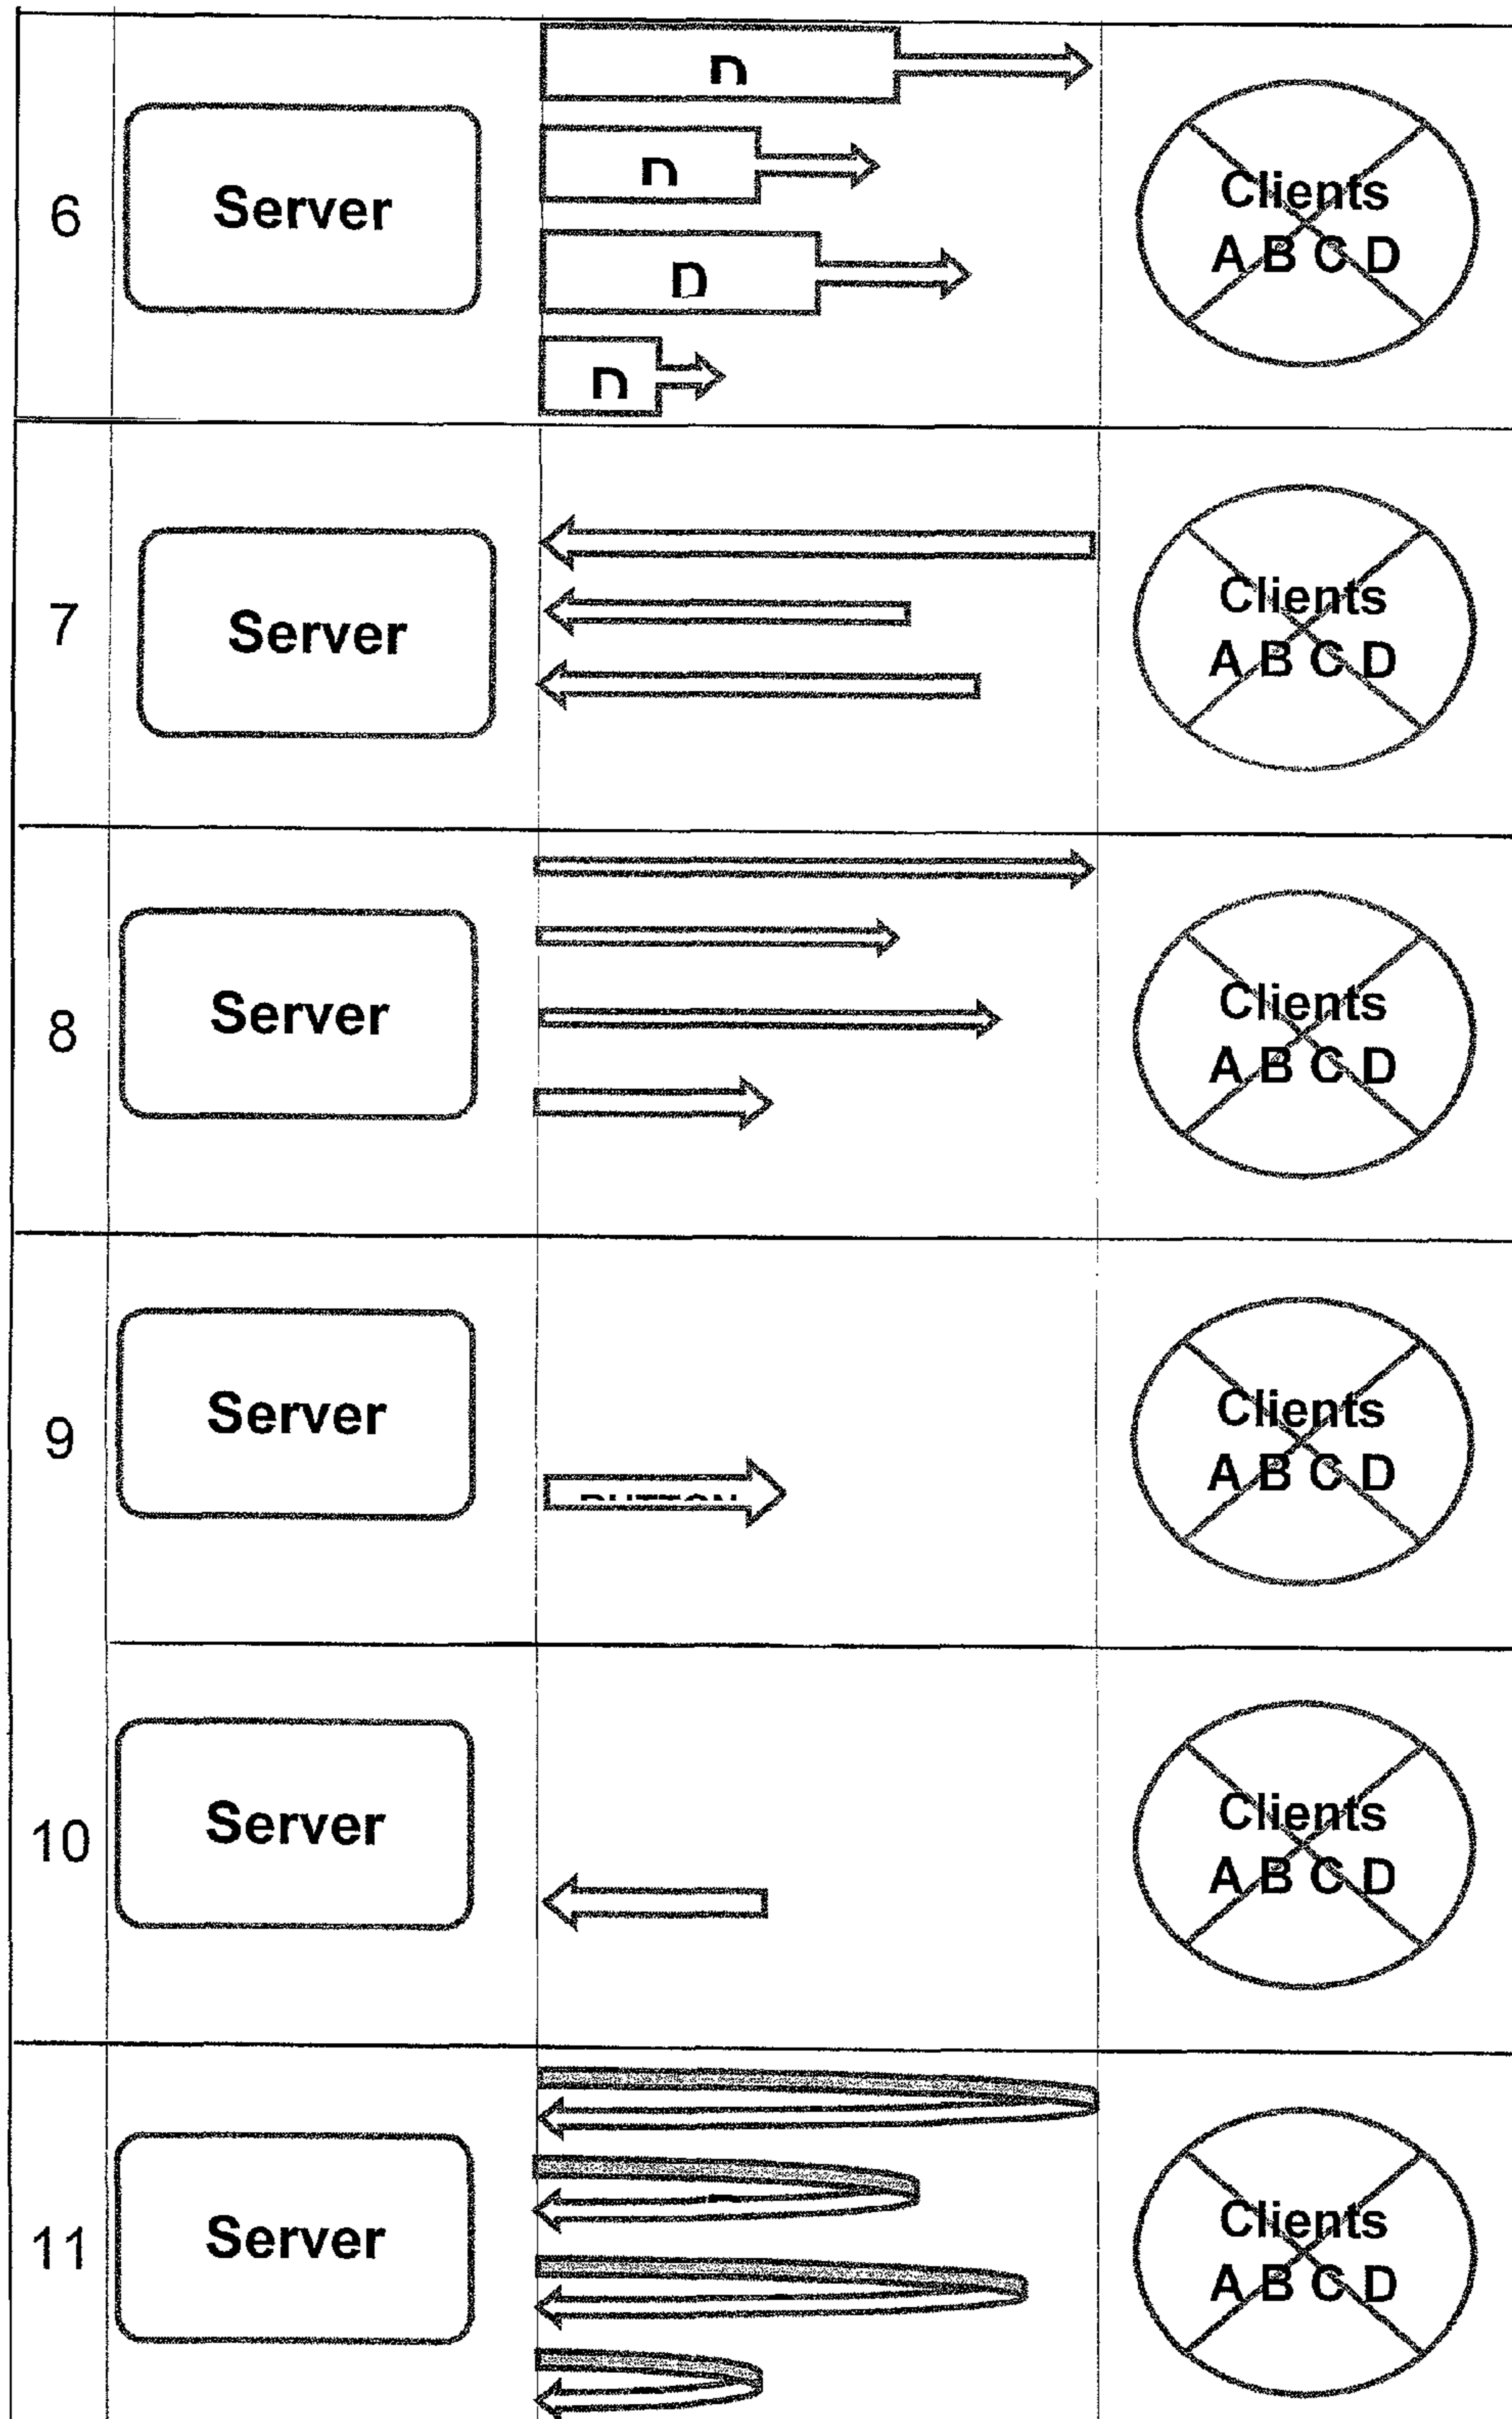 6
Server
D
Clients
A B C D
7
Server
Clients
A B C D
8
Server
Clients
A B C D
9
Server
Clients
A B C D
10
Server
Clients
A B C D
11
Server
Clients
A B C D